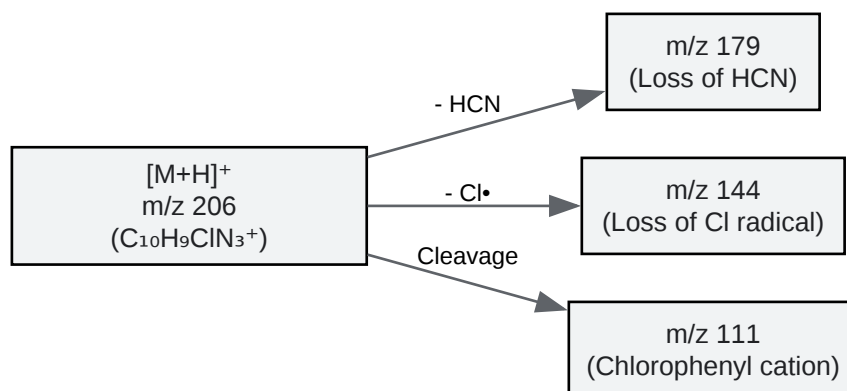 [M+H]⁺
m/z 206
(C₁₀H₉ClN₃⁺)
- HCN
m/z 179
(Loss of HCN)
- Cl•
m/z 144
(Loss of Cl radical)
Cleavage
m/z 111
(Chlorophenyl cation)